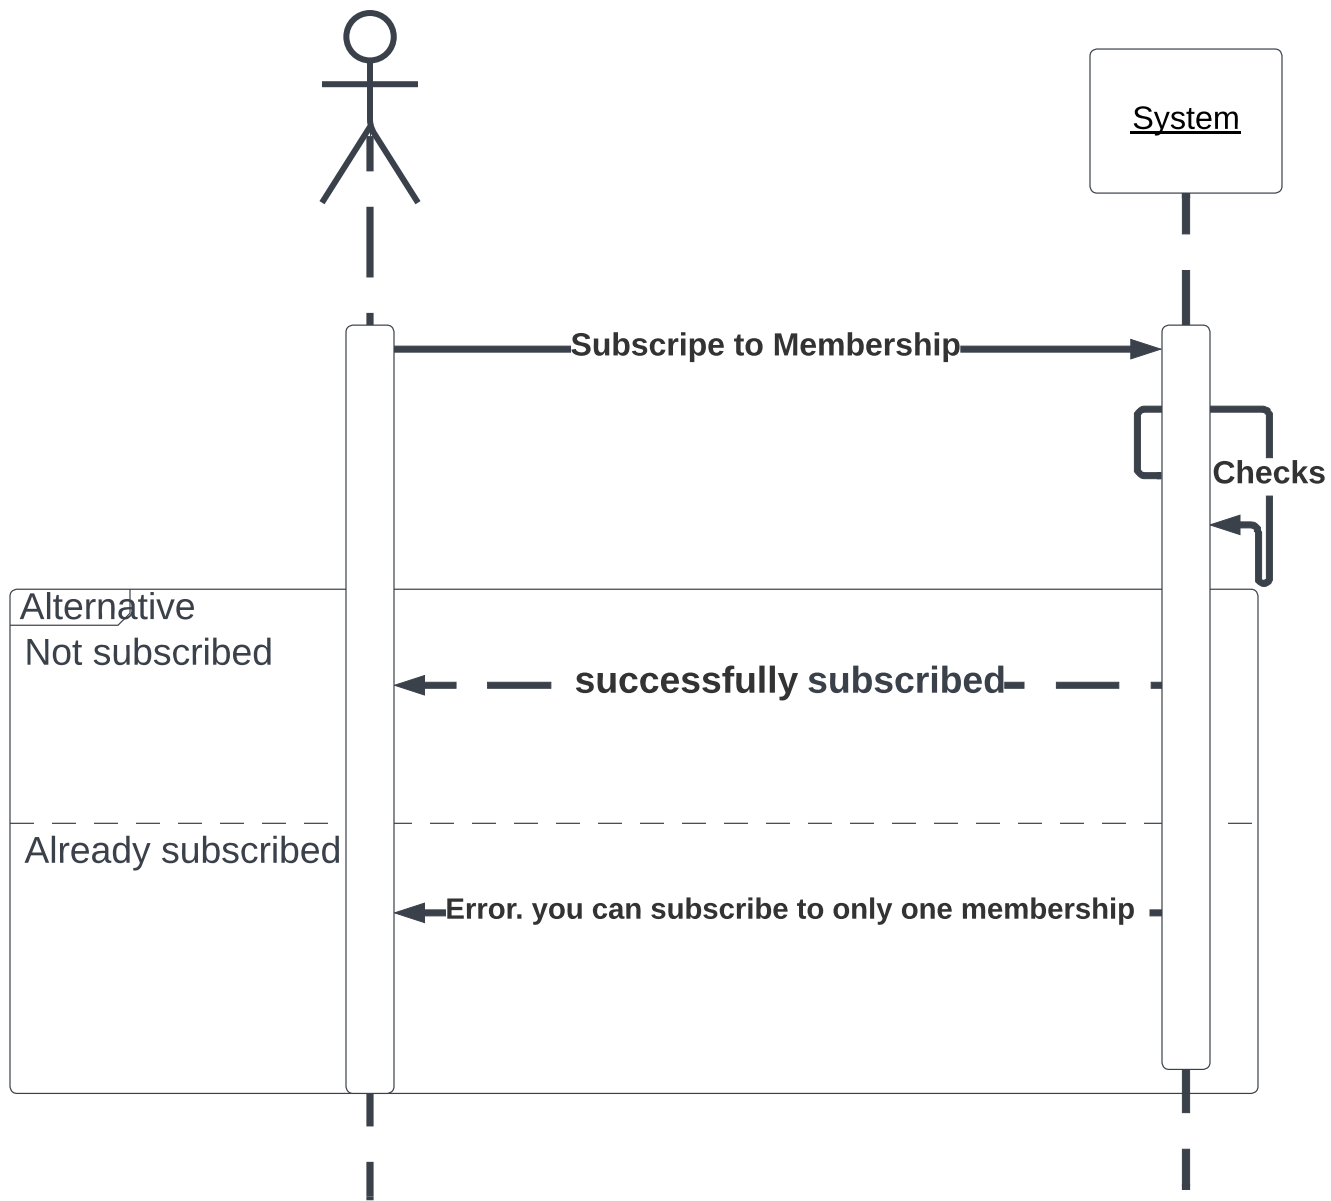 System
Subscripe to Membership
Checks
Alternative
Not subscribed
successfully subscribed
Already subscribed
Error. you can subscribe to only one membership